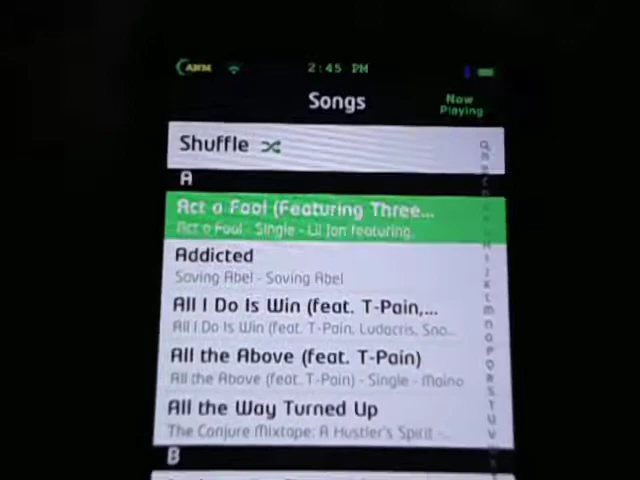 2:45 PM
Songs
Now
Playing
Shuffle
A
Act a Fool (Featuring Three...
Act a Fool - Single - Lil Jon featuring.
Addicted
Saving Abel - Saving Abel
All I Do Is Win (feat. T-Pain,...
All I Do Is Win (feat. T-Pain, Ludacris, Sno...
All the Above (feat. T-Pain)
All the Above (feat. T-Pain) - Single - Maino
All the Way Turned Up
The Conjure Mixtape: A Hustler's Spirit -...
B
H
I
J
K
L
M
N
O
P
Q
R
S
T
U
V